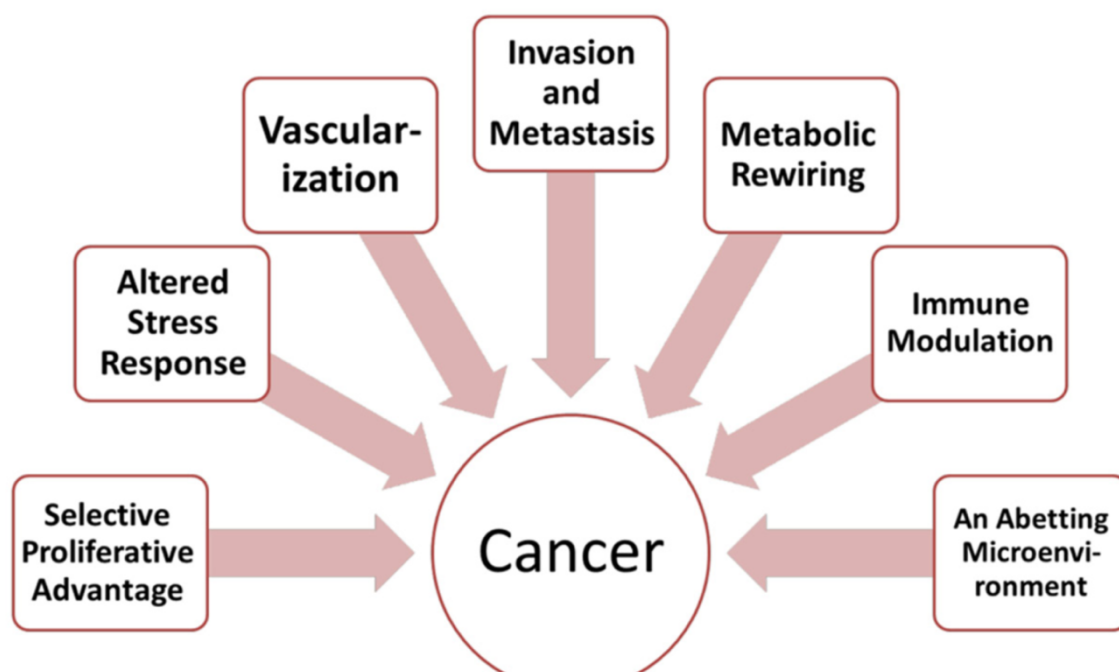 Invasion
and
Metastasis
Vascular-
ization
Metabolic
Rewiring
Altered
Stress
Response
Immune
Modulation
Selective
Proliferative
Advantage
Cancer
An Abetting
Microenvi-
ronment